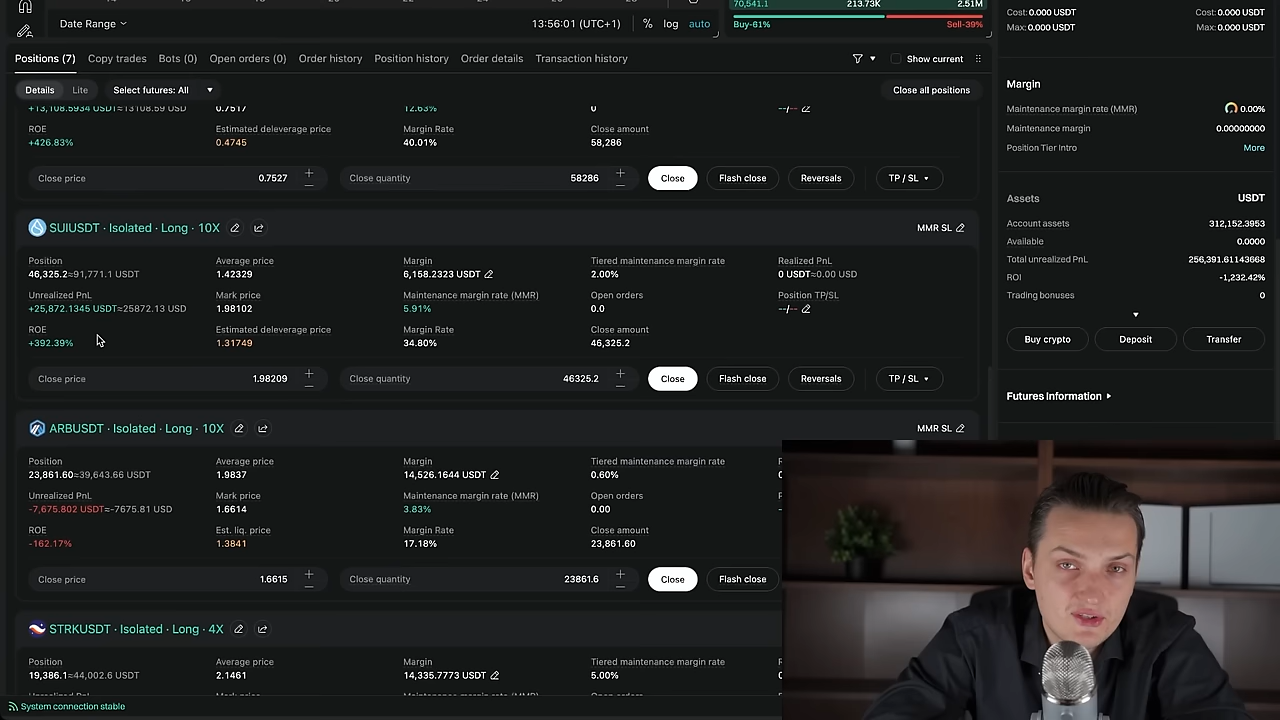 Date Range
13:56:01 (UTC+1)
%
log
auto
70,541.1
213.73K
2.51M
Buy-61%
Sell-39%
Cost: 0.000 USDT
Cost: 0.000 USDT
Max: 0.000 USDT
Max: 0.000 USDT
Positions (7)
Copy trades
Bots (0)
Open orders (0)
Order history
Position history
Order details
Transaction history
Show current
Details
Lite
Select futures: All
Close all positions
+13,108.5934 USDT≈13108.59 USD
0.7517
12.63%
0
--/--
ROE
Estimated deleverage price
Margin Rate
Close amount
+426.83%
0.4745
40.01%
58,286
Close price
0.7527
Close quantity
58286
Close
Flash close
Reversals
TP / SL
SUIUSDT · Isolated · Long · 10X
MMR SL
Position
Average price
Margin
Tiered maintenance margin rate
Realized PnL
46,325.2≈91,771.1 USDT
1.42329
6,158.2323 USDT
2.00%
0 USDT≈0.00 USD
Unrealized PnL
Mark price
Maintenance margin rate (MMR)
Open orders
Position TP/SL
+25,872.1345 USDT≈25872.13 USD
1.98102
5.91%
0.0
--/--
ROE
Estimated deleverage price
Margin Rate
Close amount
+392.39%
1.31749
34.80%
46,325.2
Close price
1.98209
Close quantity
46325.2
Close
Flash close
Reversals
TP / SL
ARBUSDT · Isolated · Long · 10X
MMR SL
Position
Average price
Margin
Tiered maintenance margin rate
23,861.60≈39,643.66 USDT
1.9837
14,526.1644 USDT
0.60%
Unrealized PnL
Mark price
Maintenance margin rate (MMR)
Open orders
-7,675.802 USDT≈-7675.81 USD
1.6614
3.83%
0.00
ROE
Est. liq. price
Margin Rate
Close amount
-162.17%
1.3841
17.18%
23,861.60
Close price
1.6615
Close quantity
23861.6
Close
Flash close
STRKUSDT · Isolated · Long · 4X
Position
Average price
Margin
Tiered maintenance margin rate
19,386.1≈44,002.6 USDT
2.1461
14,335.7773 USDT
5.00%
System connection stable
Margin
Maintenance margin rate (MMR)
0.00%
Maintenance margin
0.00000000
Position Tier Intro
More
Assets
USDT
Account assets
312,152.3953
Available
0.0000
Total unrealized PnL
256,391.61143668
ROI
-1,232.42%
Trading bonuses
0
Buy crypto
Deposit
Transfer
Futures Information